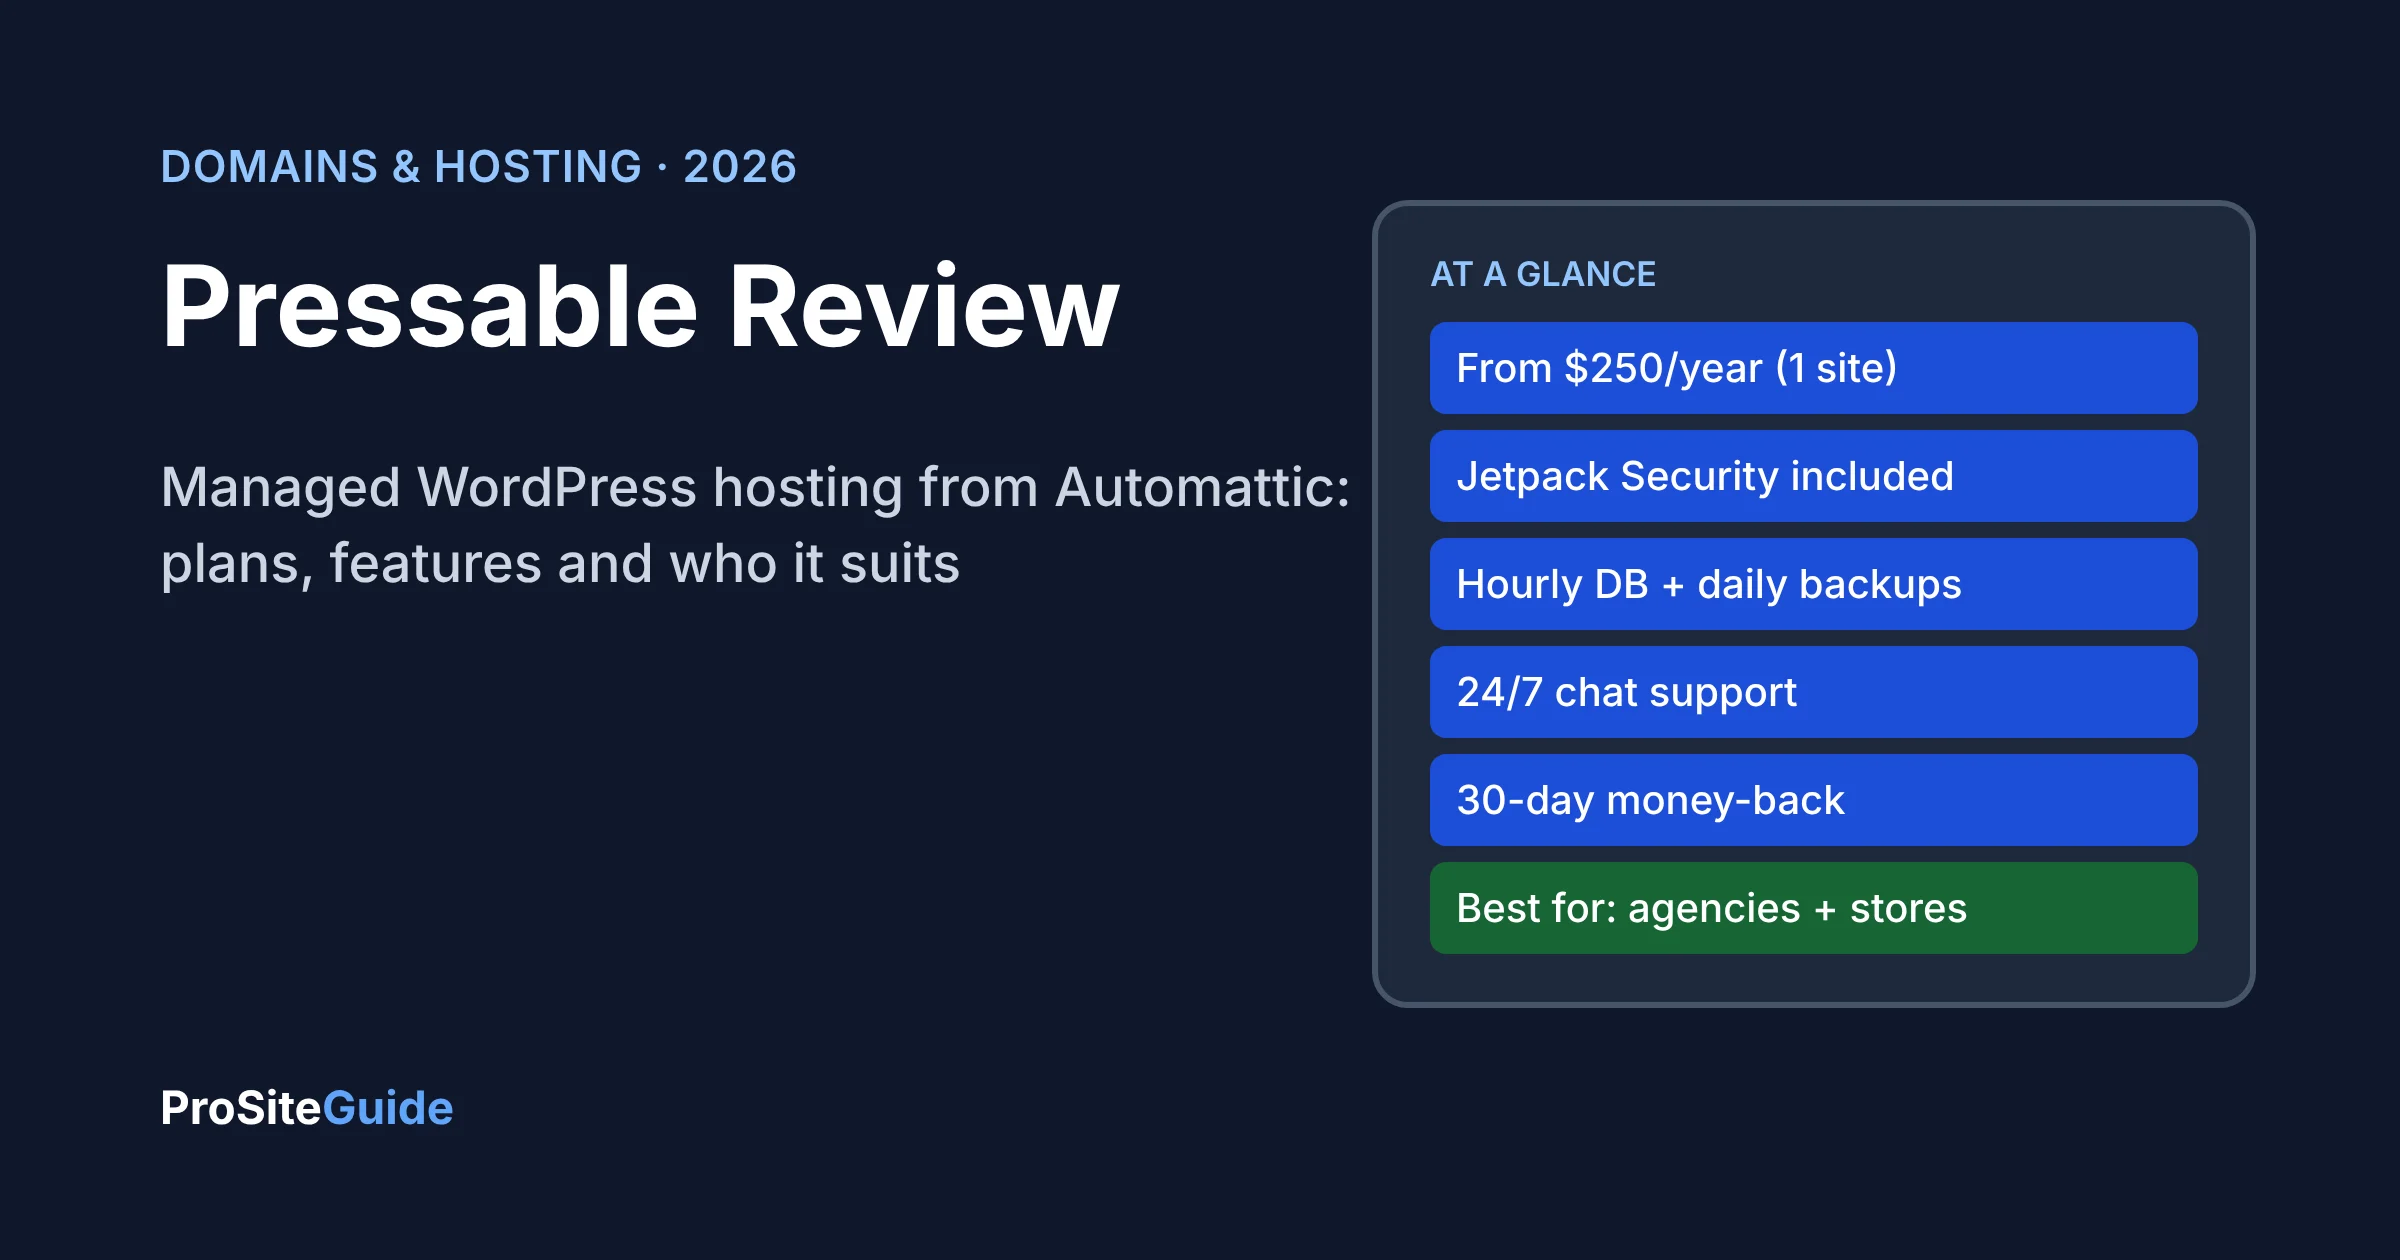 DOMAINS & HOSTING · 2026
Pressable Review
Managed WordPress hosting from Automattic:
plans, features and who it suits
AT A GLANCE
From $250/year (1 site)
Jetpack Security included
Hourly DB + daily backups
24/7 chat support
30-day money-back
Best for: agencies + stores
ProSiteGuide